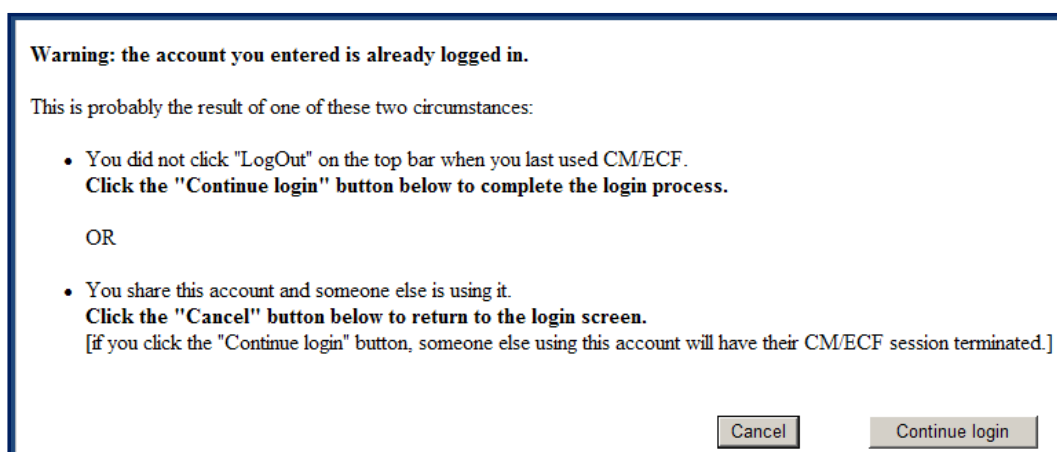 Warning: the account you entered is already logged in.
This is probably the result of one of these two circumstances:
• You did not click "LogOut" on the top bar when you last used CM/ECF.
Click the "Continue login" button below to complete the login process.
OR
• You share this account and someone else is using it.
Click the "Cancel" button below to return to the login screen.
[if you click the "Continue login" button, someone else using this account will have their CM/ECF session terminated.]
Cancel Continue login